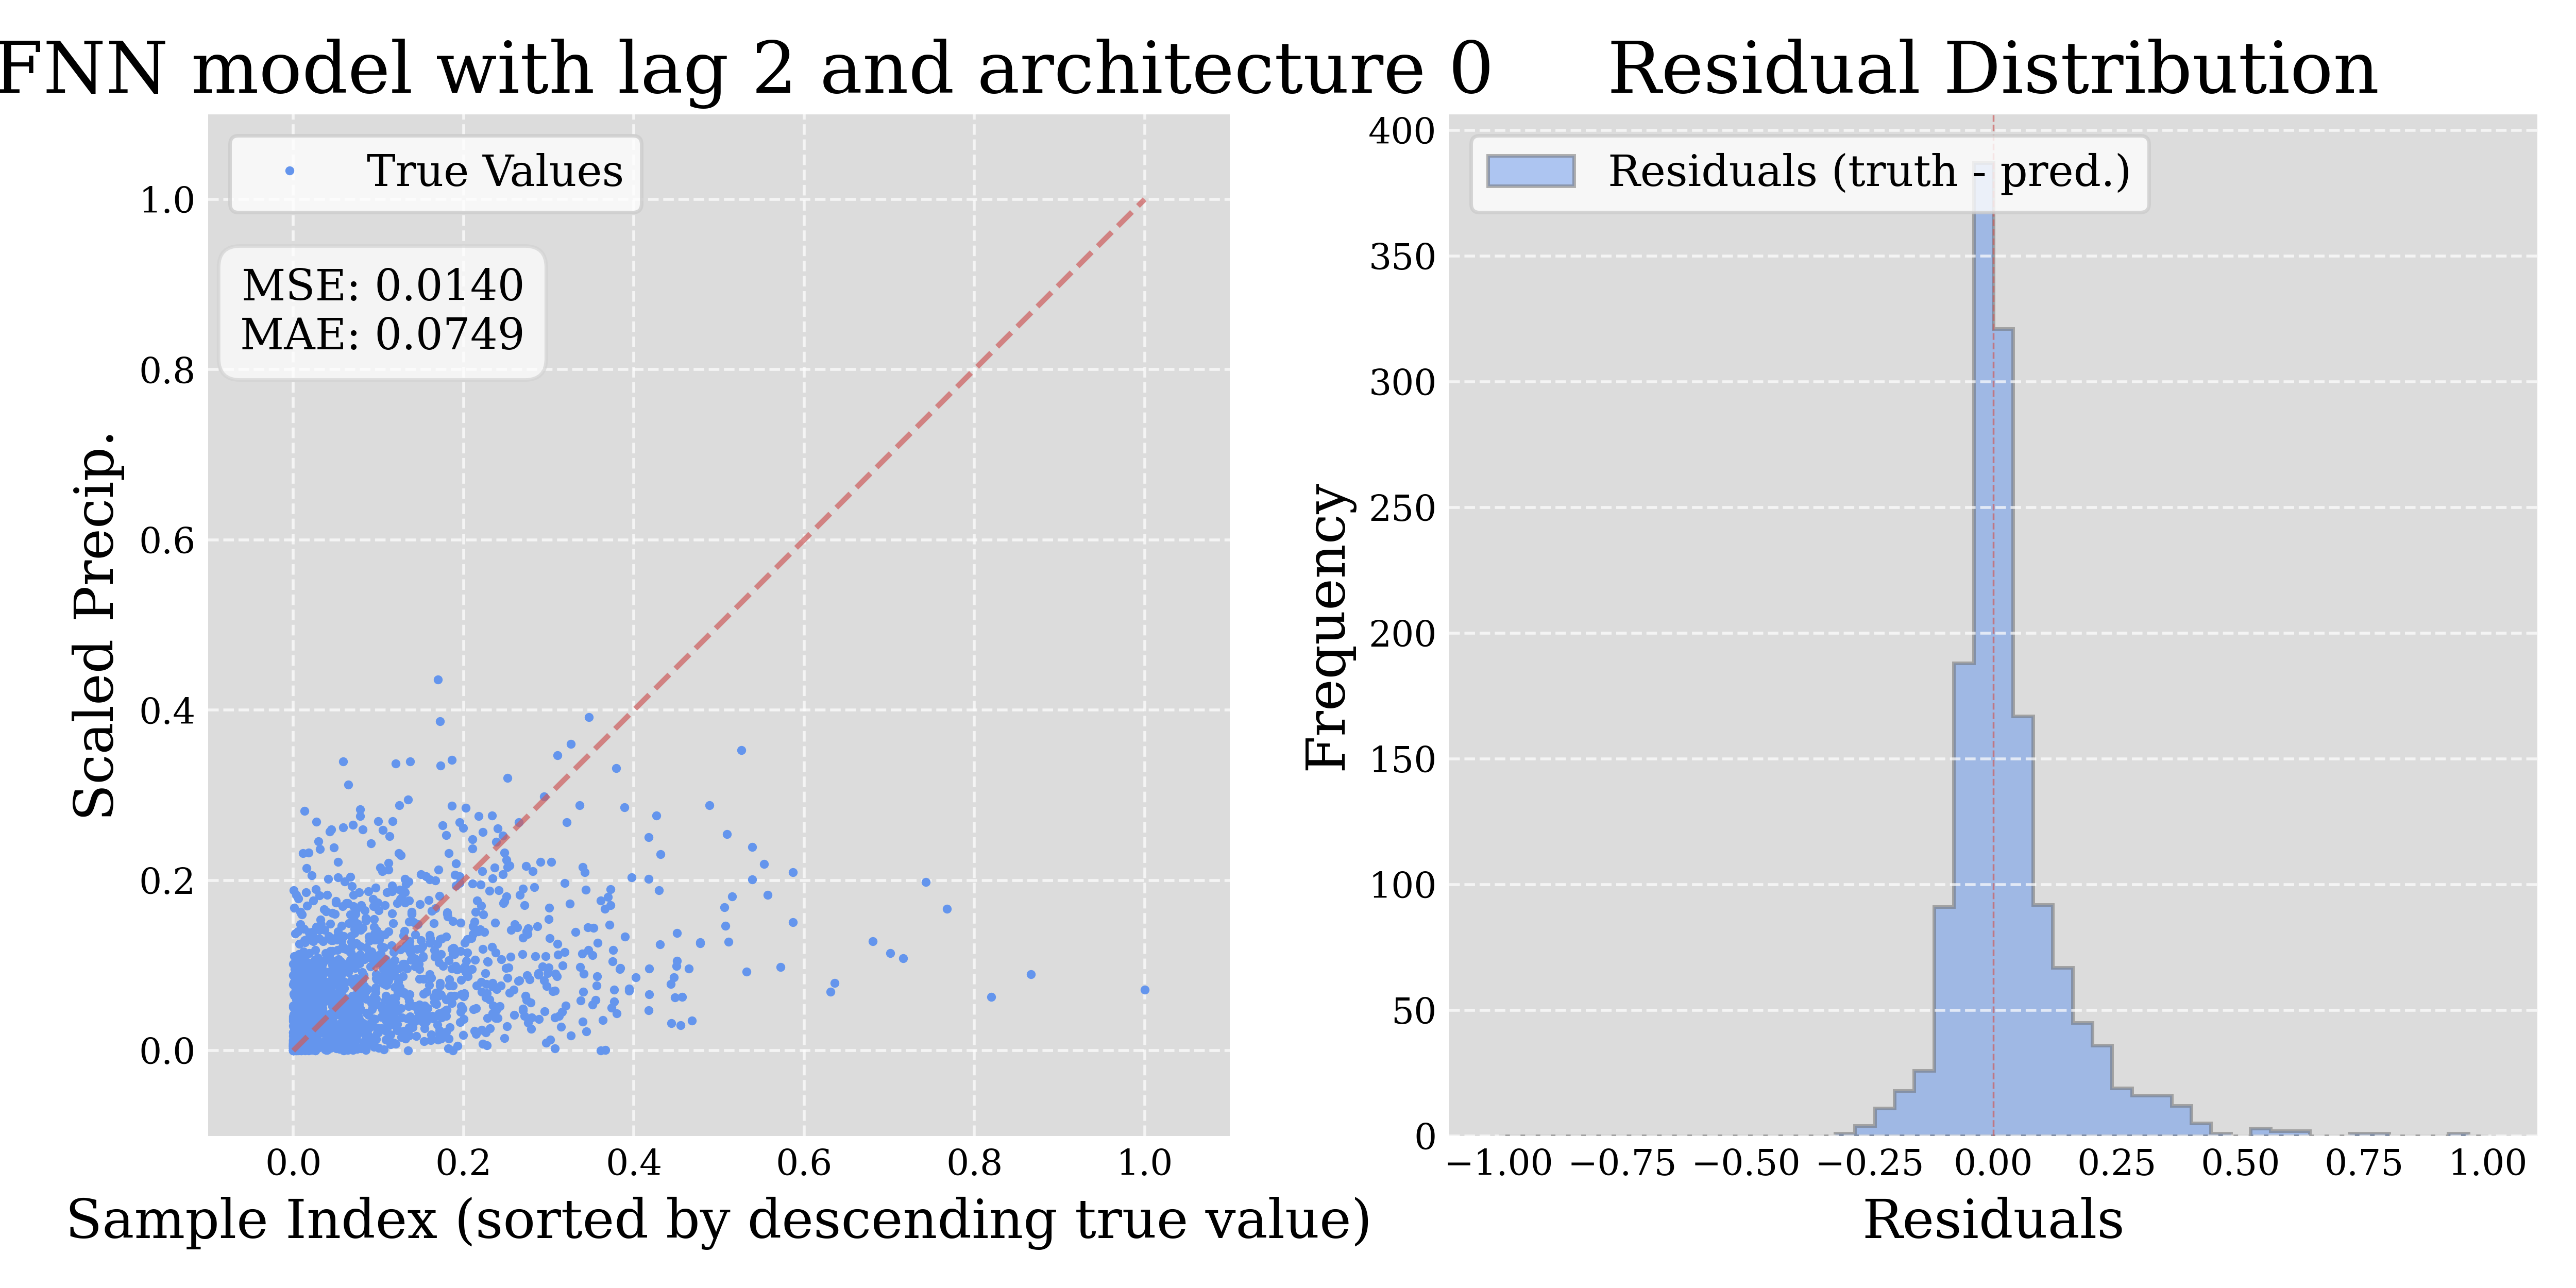 FNN model with lag 2 and architecture 0
True Values
MSE: 0.0140
MAE: 0.0749
1.0
0.8
0.6
0.4
0.2
0.0
Scaled Precip.
0.0 0.2 0.4 0.6 0.8 1.0
Sample Index (sorted by descending true value)
Residual Distribution
Residuals (truth - pred.)
400
350
300
250
200
150
100
50
0
Frequency
−1.00 −0.75 −0.50 −0.25 0.00 0.25 0.50 0.75 1.00
Residuals